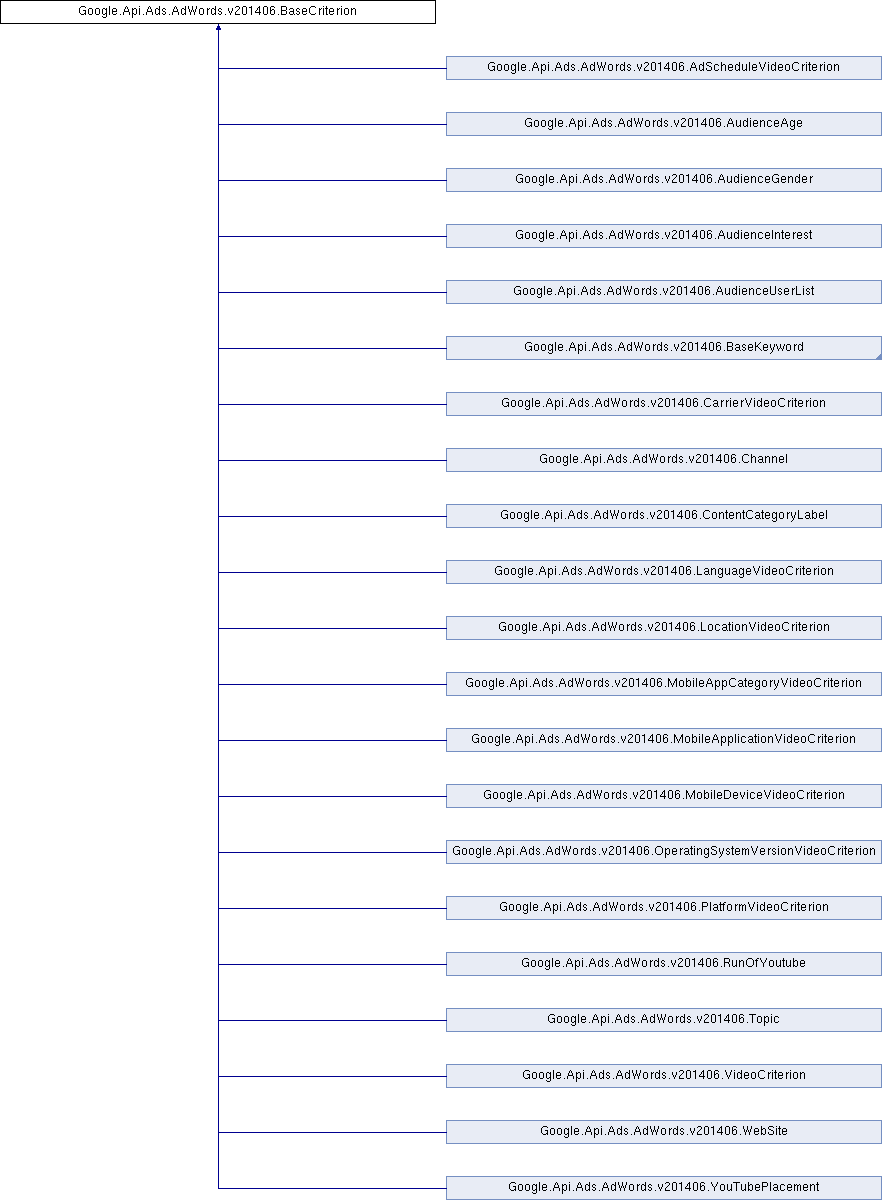 Google.Api.Ads.AdWords.v201406.BaseCriterion
Google.Api.Ads.AdWords.v201406.AdScheduleVideoCriterion
Google.Api.Ads.AdWords.v201406.AudienceAge
Google.Api.Ads.AdWords.v201406.AudienceGender
Google.Api.Ads.AdWords.v201406.AudienceInterest
Google.Api.Ads.AdWords.v201406.AudienceUserList
Google.Api.Ads.AdWords.v201406.BaseKeyword
Google.Api.Ads.AdWords.v201406.CarrierVideoCriterion
Google.Api.Ads.AdWords.v201406.Channel
Google.Api.Ads.AdWords.v201406.ContentCategoryLabel
Google.Api.Ads.AdWords.v201406.LanguageVideoCriterion
Google.Api.Ads.AdWords.v201406.LocationVideoCriterion
Google.Api.Ads.AdWords.v201406.MobileAppCategoryVideoCriterion
Google.Api.Ads.AdWords.v201406.MobileApplicationVideoCriterion
Google.Api.Ads.AdWords.v201406.MobileDeviceVideoCriterion
Google.Api.Ads.AdWords.v201406.OperatingSystemVersionVideoCriterion
Google.Api.Ads.AdWords.v201406.PlatformVideoCriterion
Google.Api.Ads.AdWords.v201406.RunOfYoutube
Google.Api.Ads.AdWords.v201406.Topic
Google.Api.Ads.AdWords.v201406.VideoCriterion
Google.Api.Ads.AdWords.v201406.WebSite
Google.Api.Ads.AdWords.v201406.YouTubePlacement